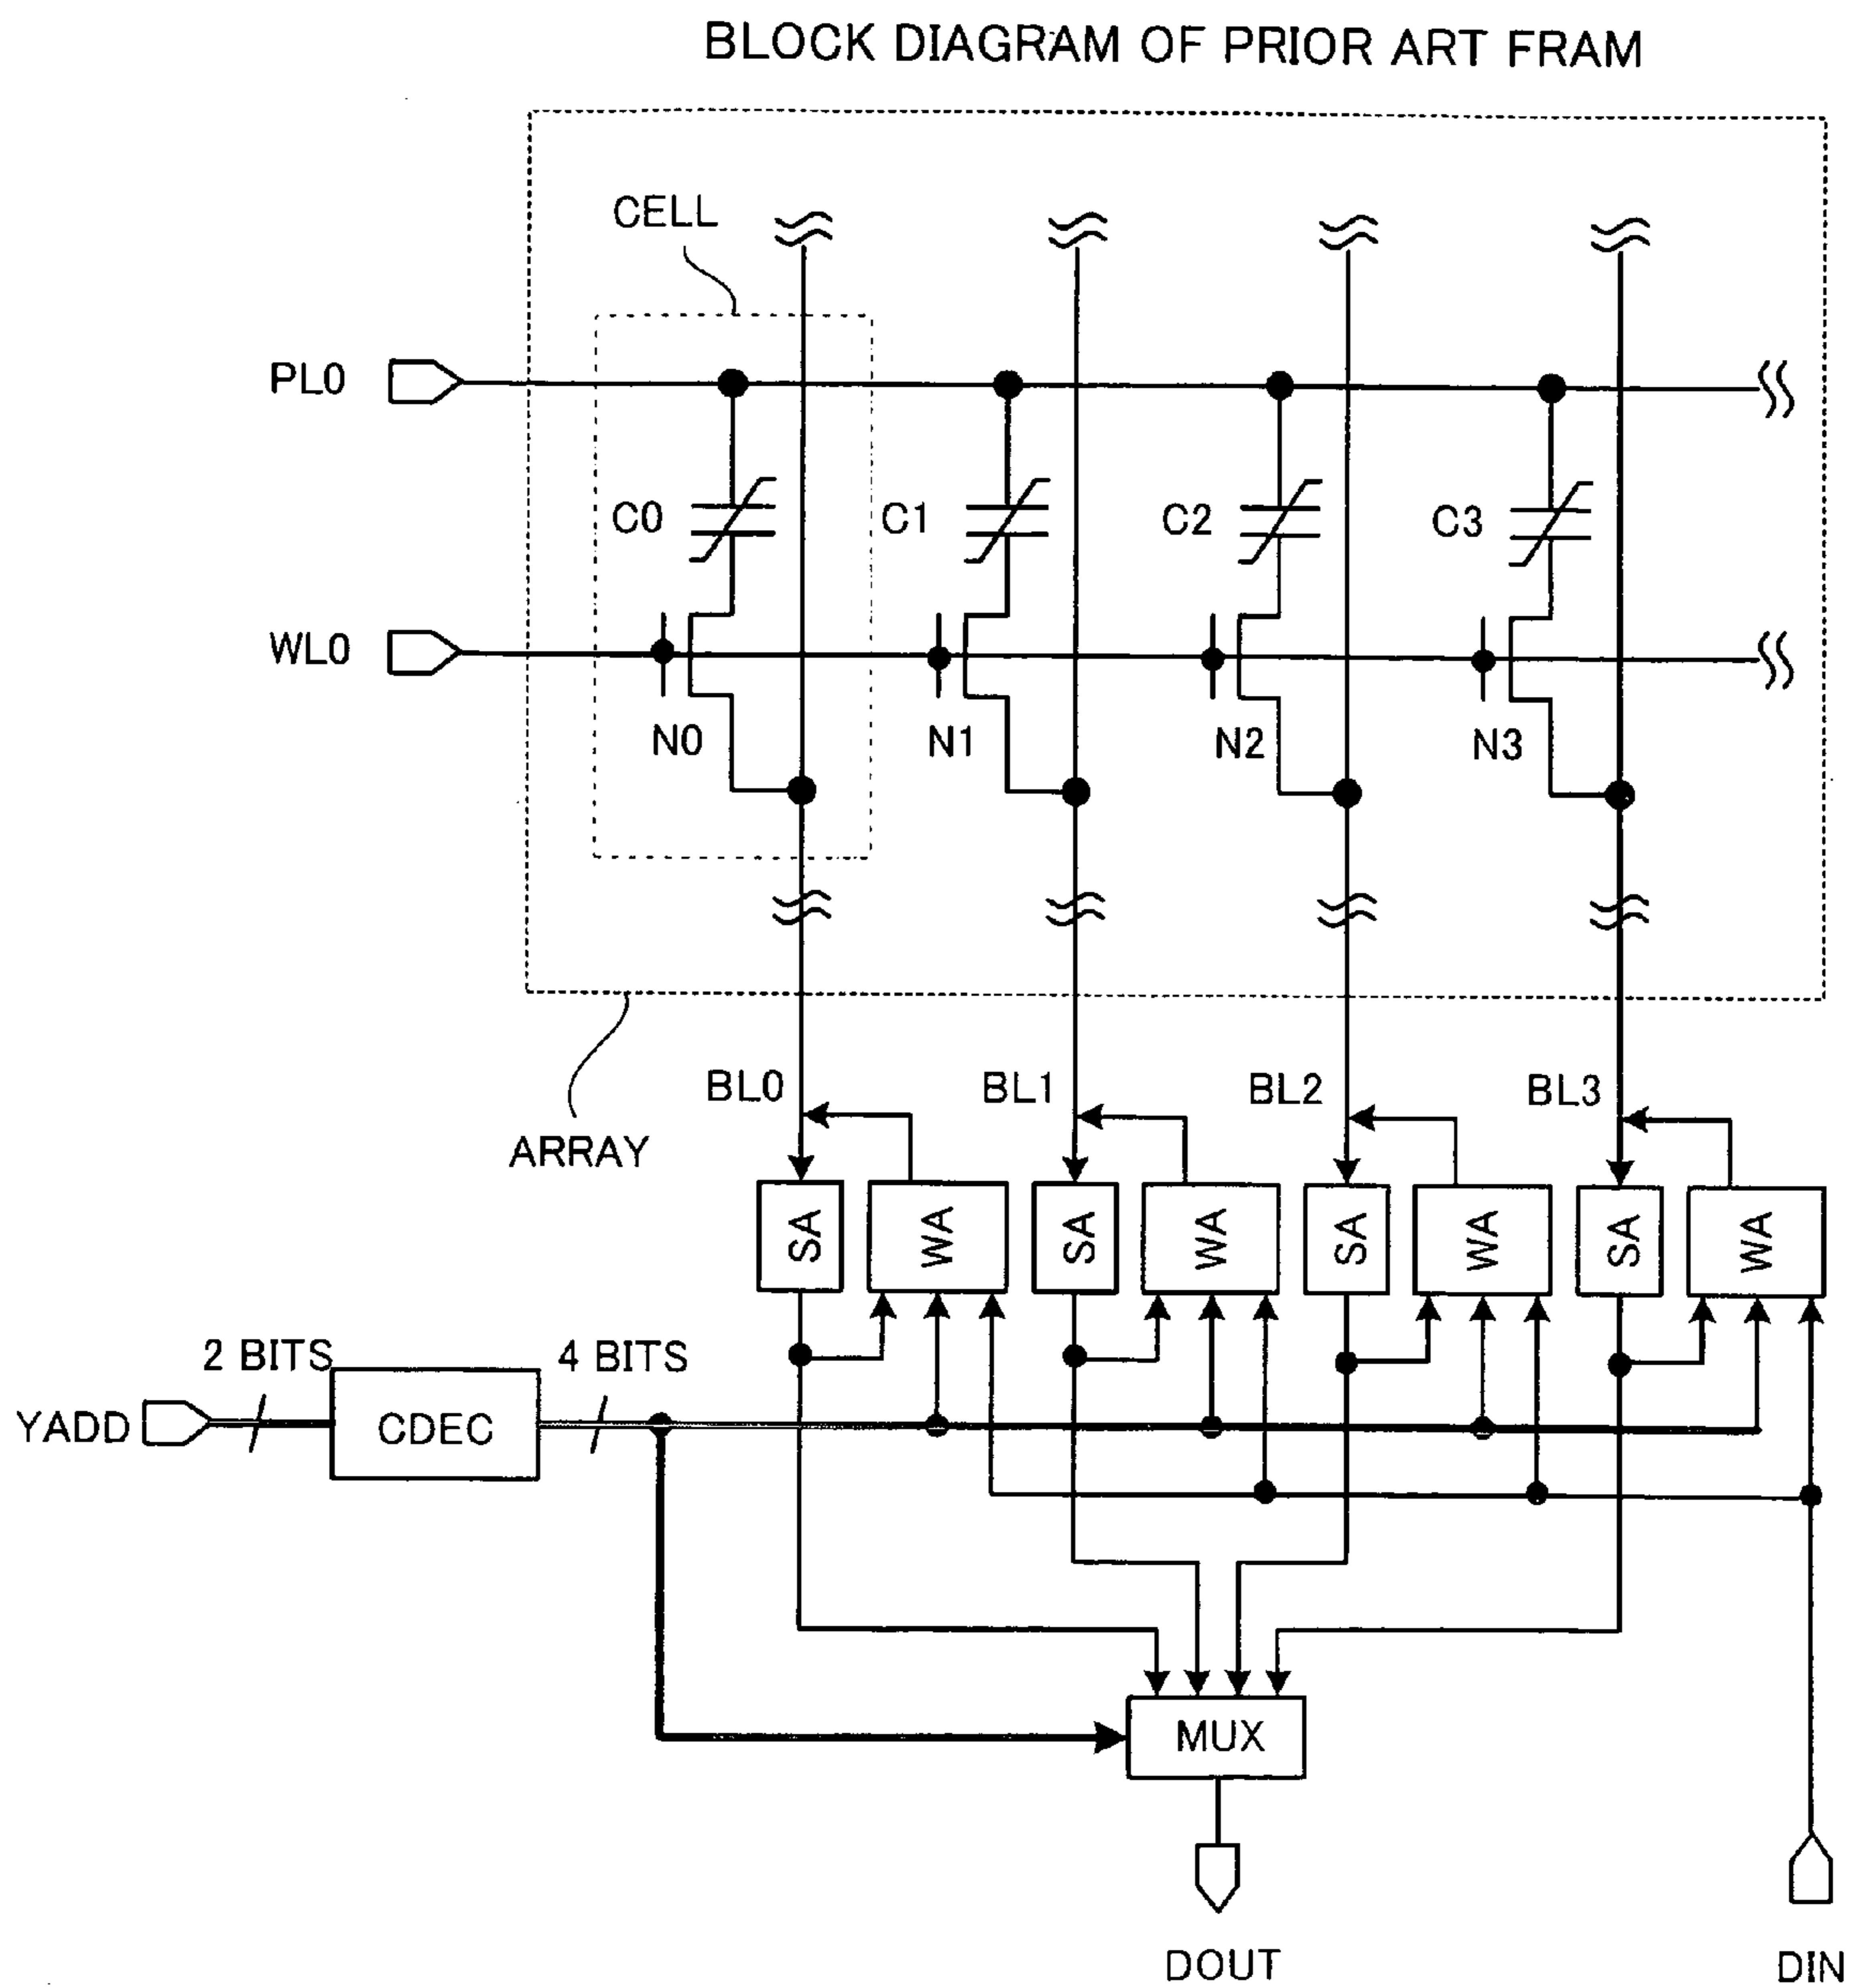 BLOCK DIAGRAM OF PRIOR ART FRAM
CELL
PL0
C0
C1
C2
C3
WL0
N0
N1
N2
N3
BL0
BL1
BL2
BL3
ARRAY
SA
WA
SA
WA
SA
WA
SA
WA
2 BITS
4 BITS
YADD
CDEC
MUX
DOUT
DIN